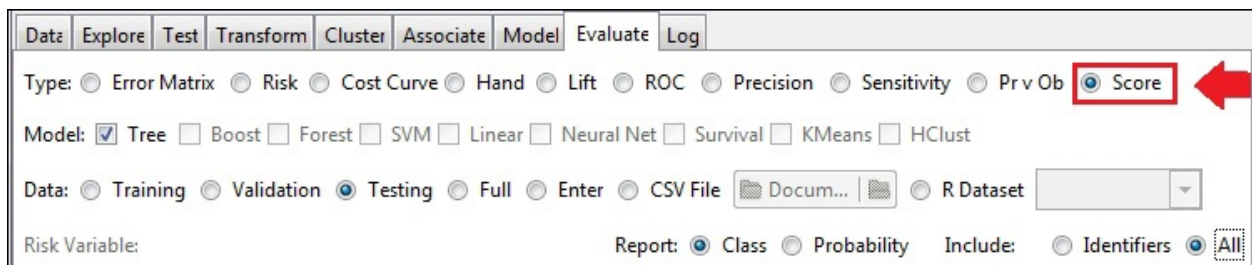 Data Explore Test Transform Cluster Associate Model Evaluate Log
Type: Error Matrix Risk Cost Curve Hand Lift ROC Precision Sensitivity Pr v Ob Score
Model: Tree Boost Forest SVM Linear Neural Net Survival KMeans HClust
Data: Training Validation Testing Full Enter CSV File Docum... R Dataset
Risk Variable: Report: Class Probability Include: Identifiers All